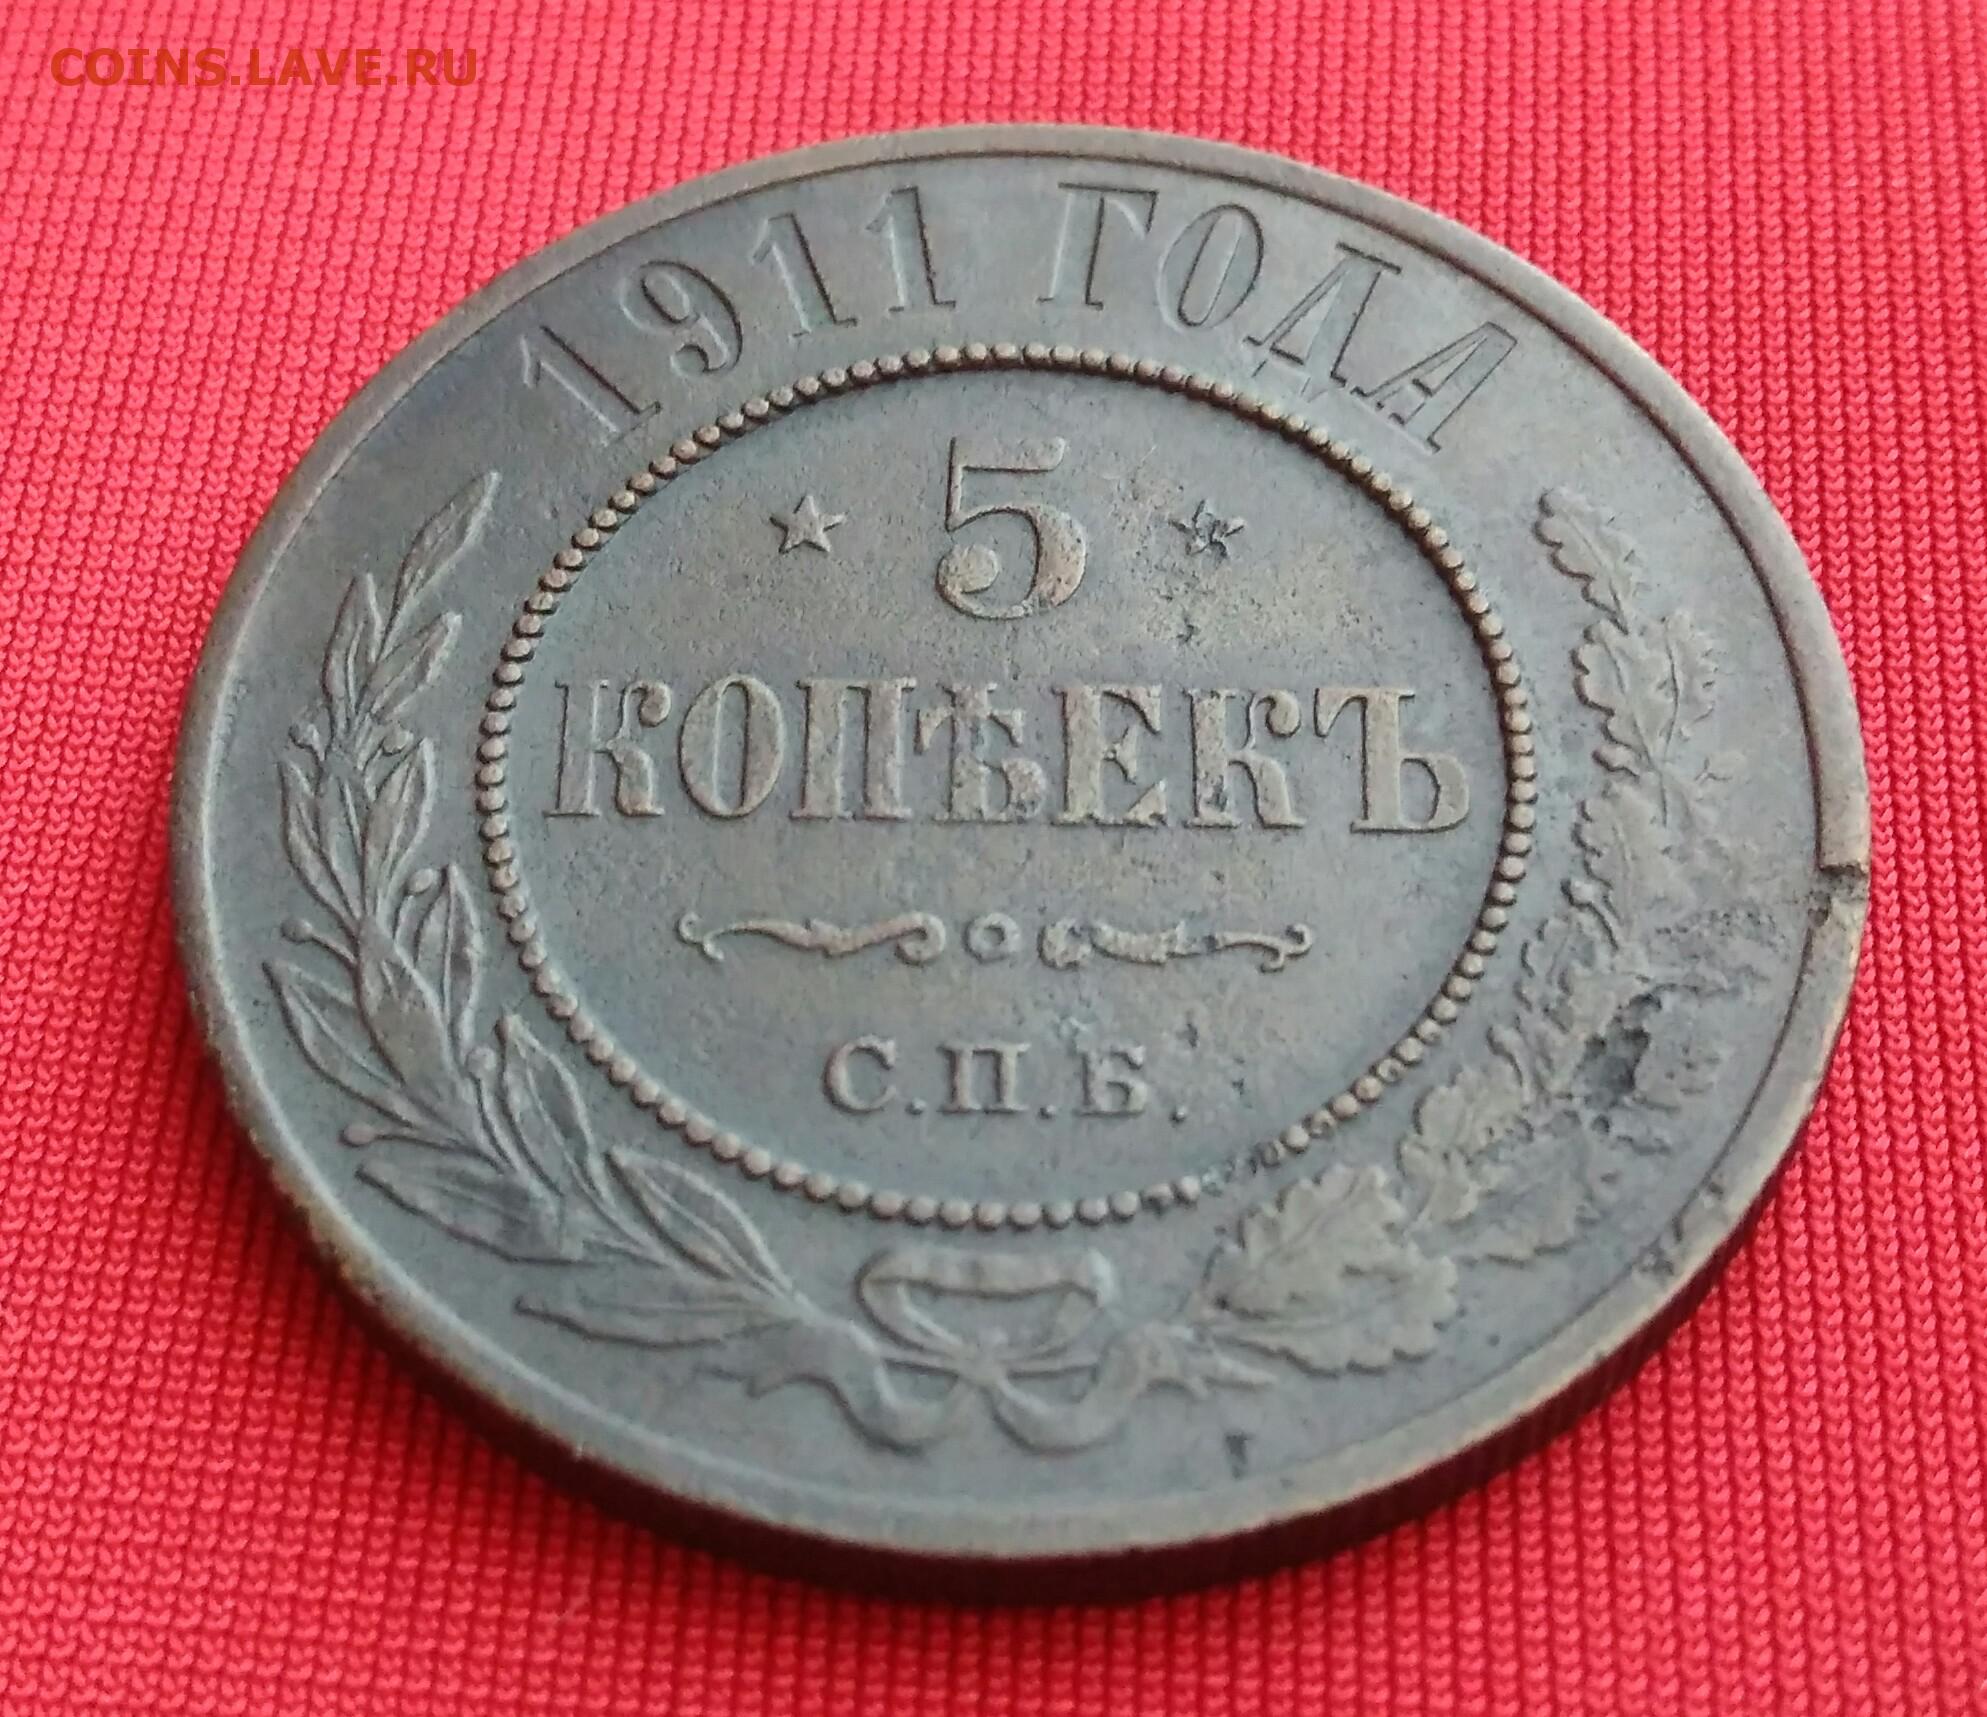 COINS.LAVE.RU
1911 ГОДА
5
КОПѢЕКЪ
С.П.Б.